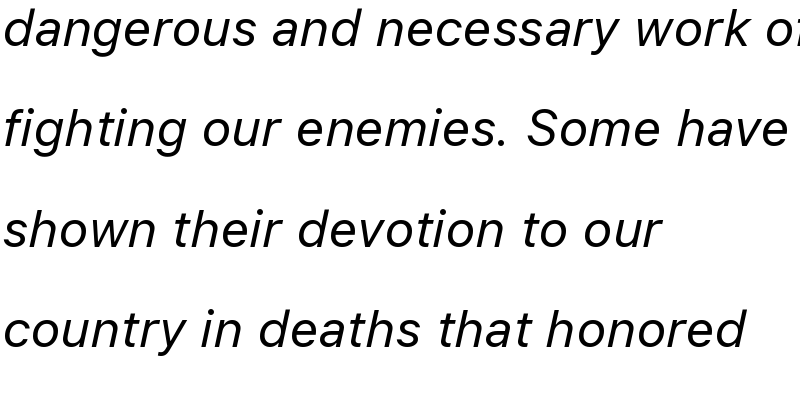 dangerous and necessary work of
fighting our enemies. Some have
shown their devotion to our
country in deaths that honored